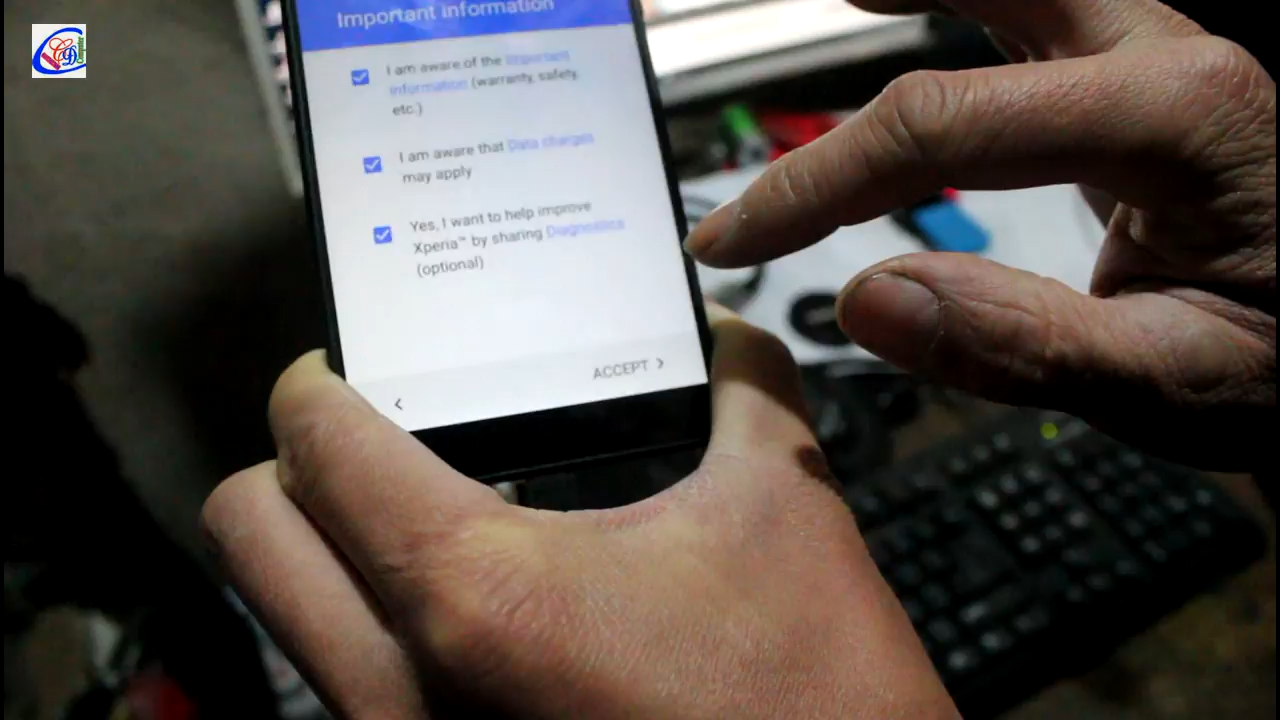 Important information
I am aware of the Important
information (warranty, safety,
etc.)
I am aware that Data charges
may apply
Yes, I want to help improve
Xperia™ by sharing Diagnostics
(optional)
ACCEPT